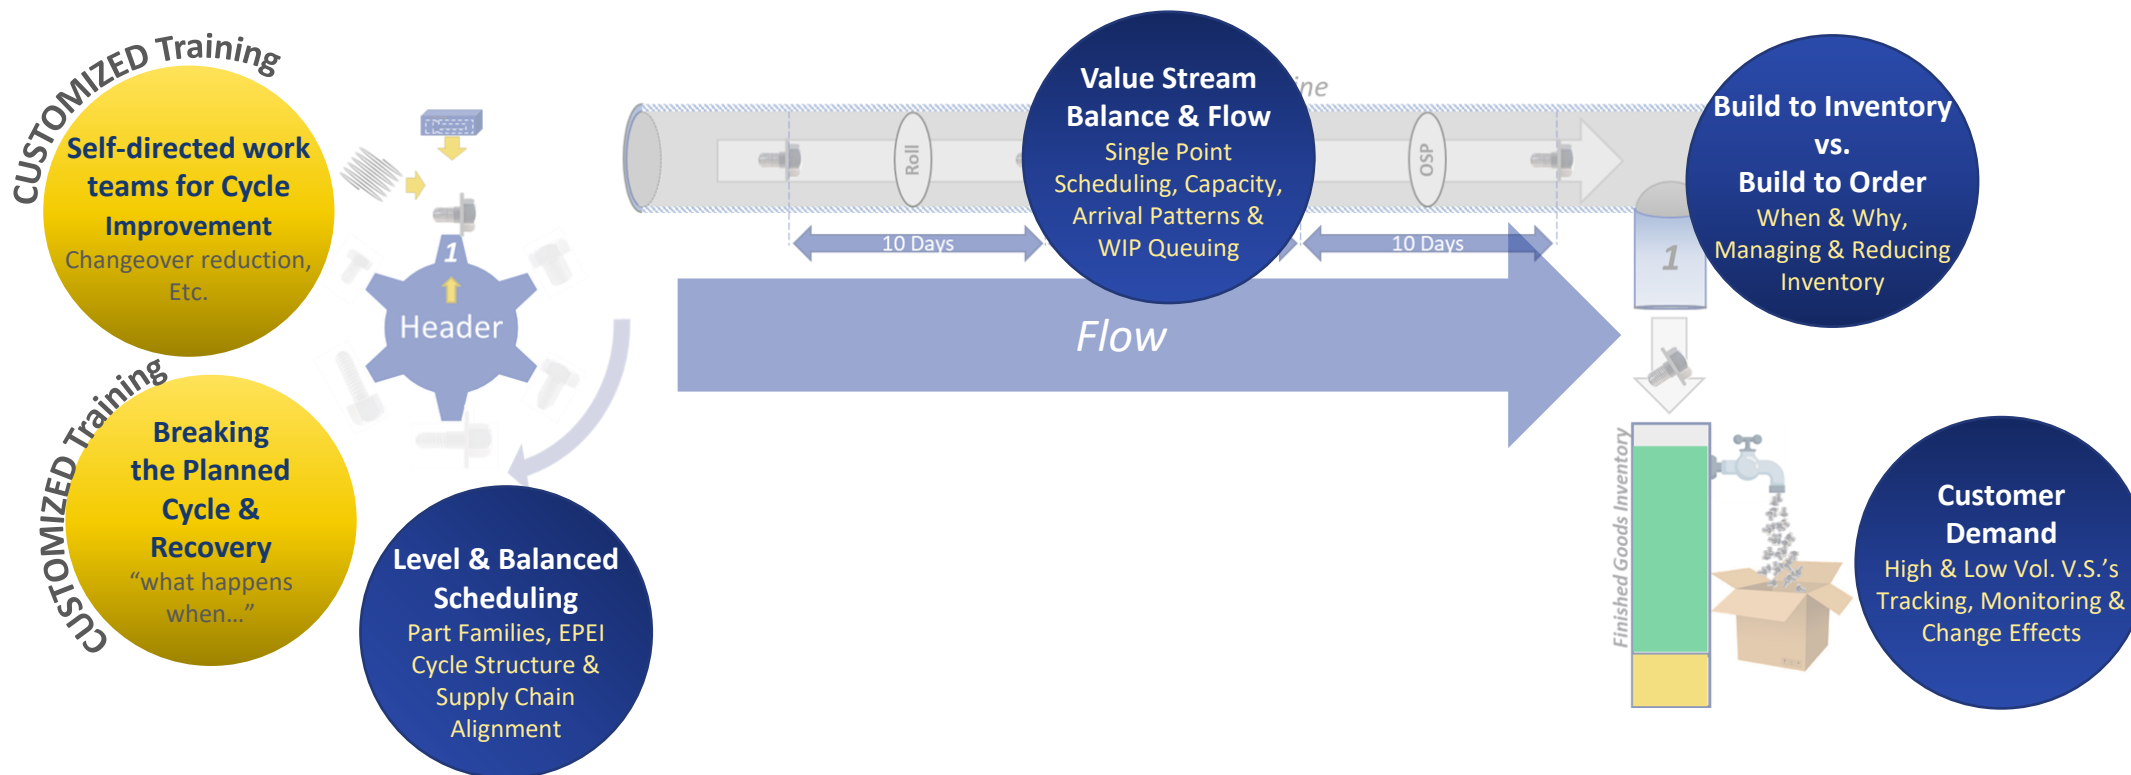 CUSTOMIZED Training
Self-directed work
teams for Cycle
Improvement
Changeover reduction,
Etc.
CUSTOMIZED Training
Breaking
the Planned
Cycle &
Recovery
“what happens
when…”
1
Header
Level & Balanced
Scheduling
Part Families, EPEI
Cycle Structure &
Supply Chain
Alignment
Roll
Value Stream
Balance & Flow
Single Point
Scheduling, Capacity,
Arrival Patterns &
WIP Queuing
OSP
10 Days
10 Days
Flow
Build to Inventory
vs.
Build to Order
When & Why,
Managing & Reducing
Inventory
1
Finished Goods Inventory
Customer
Demand
High & Low Vol. V.S.’s
Tracking, Monitoring &
Change Effects